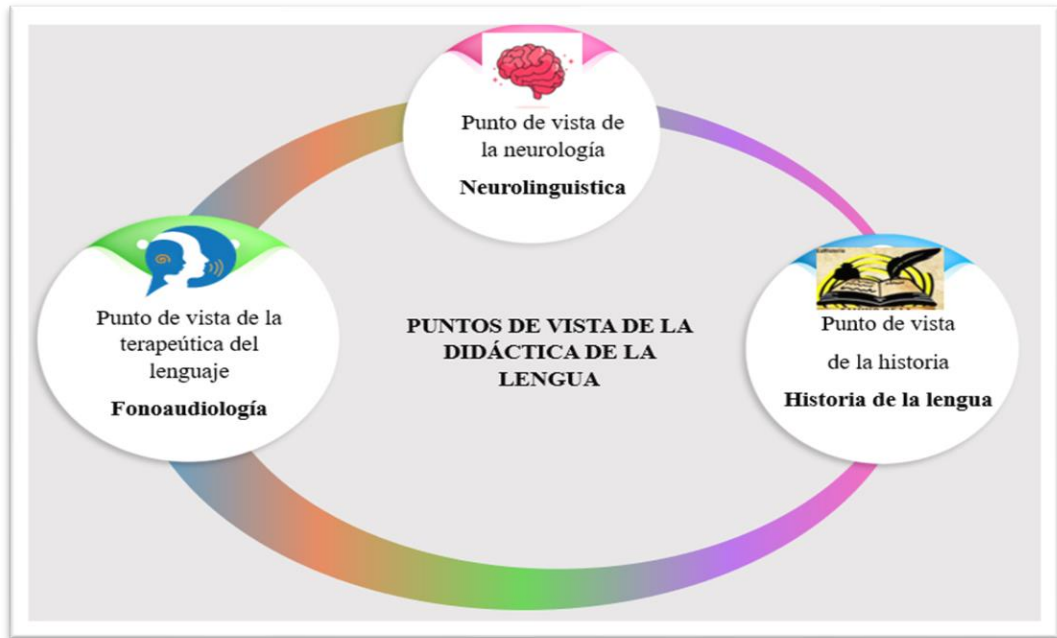 Punto de vista de
la neurología
Neurolinguistica
Punto de vista de la
terapeútica del
lenguaje
Fonoaudiología
PUNTOS DE VISTA DE LA
DIDÁCTICA DE LA
LENGUA
Punto de vista
de la historia
Historia de la lengua